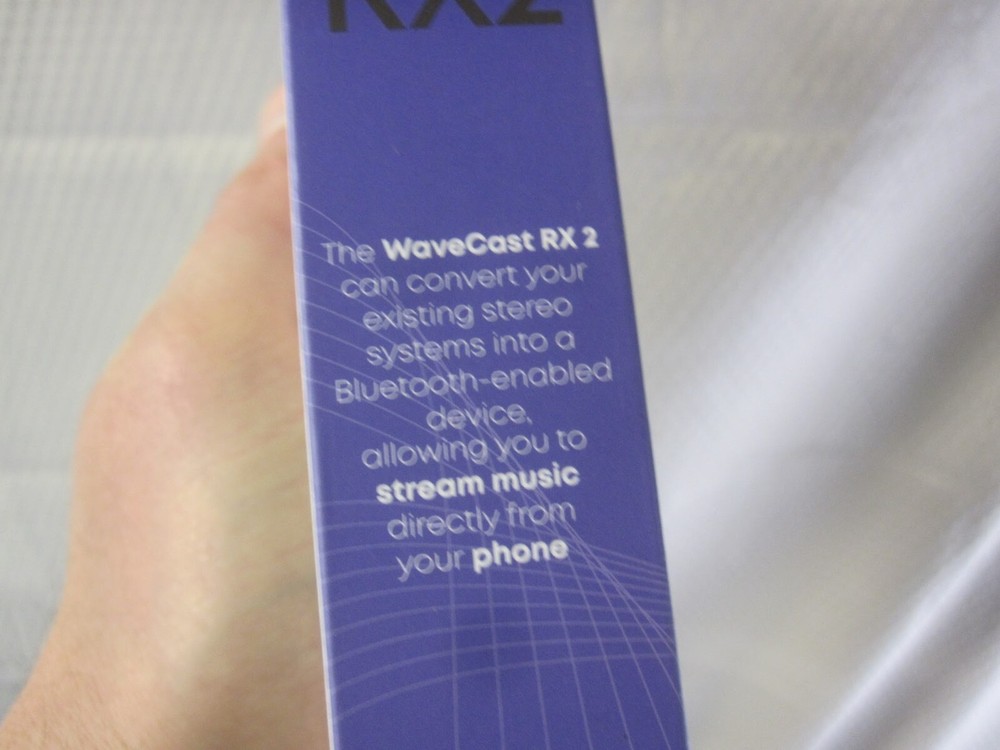 RX2
The WaveCast RX 2
can convert your
existing stereo
systems into a
Bluetooth-enabled
device,
allowing you to
stream music
directly from
your phone